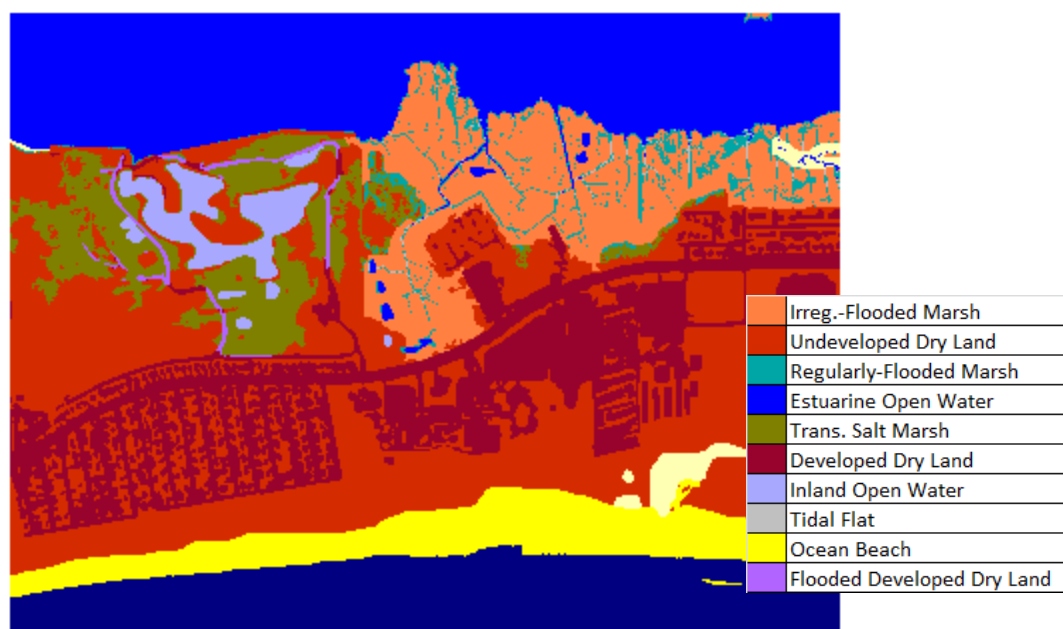 Irreg.-Flooded Marsh
Undeveloped Dry Land
Regularly-Flooded Marsh
Estuarine Open Water
Trans. Salt Marsh
Developed Dry Land
Inland Open Water
Tidal Flat
Ocean Beach
Flooded Developed Dry Land